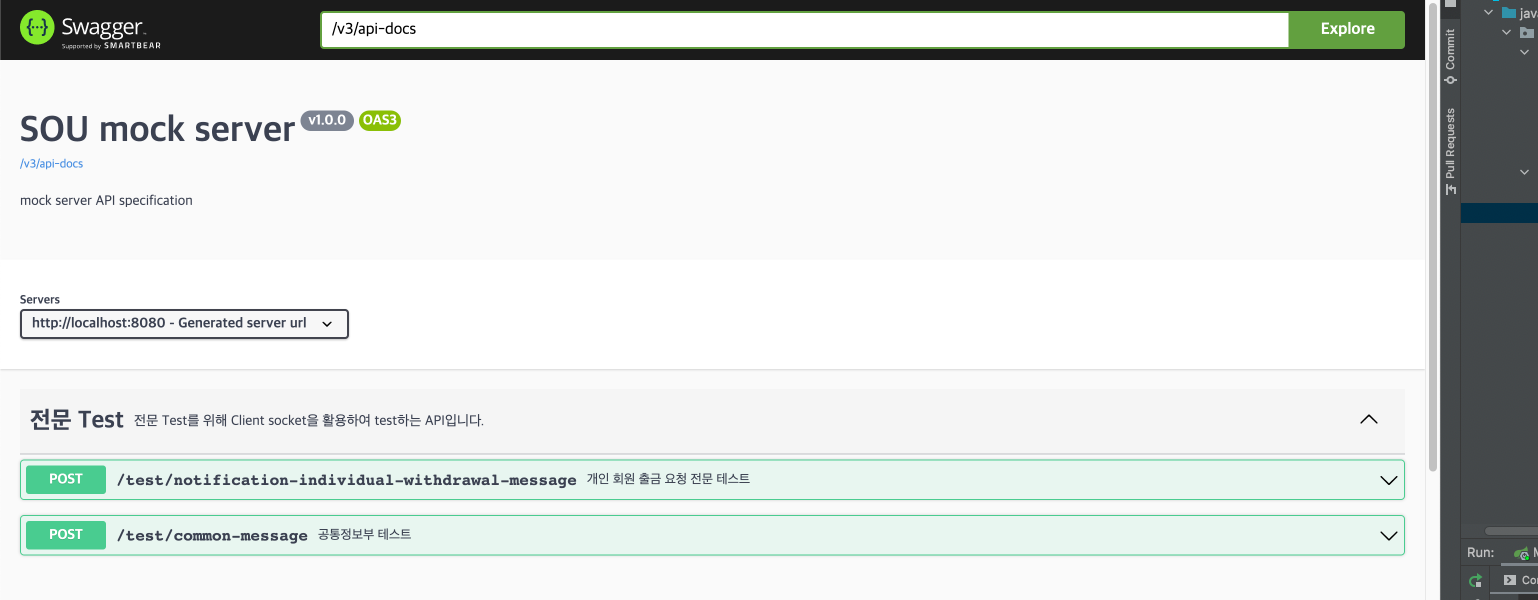 Swagger
Supported by SMARTBEAR
/v3/api-docs
Explore
SOU mock server v1.0.0 OAS3
/v3/api-docs
mock server API specification
Servers
http://localhost:8080 - Generated server url
전문 Test 전문 Test를 위해 Client socket을 활용하여 test하는 API입니다.
POST /test/notification-individual-withdrawal-message 개인 회원 출금 요청 전문 테스트
POST /test/common-message 공통정보부 테스트
Commit
Pull Requests
Run: